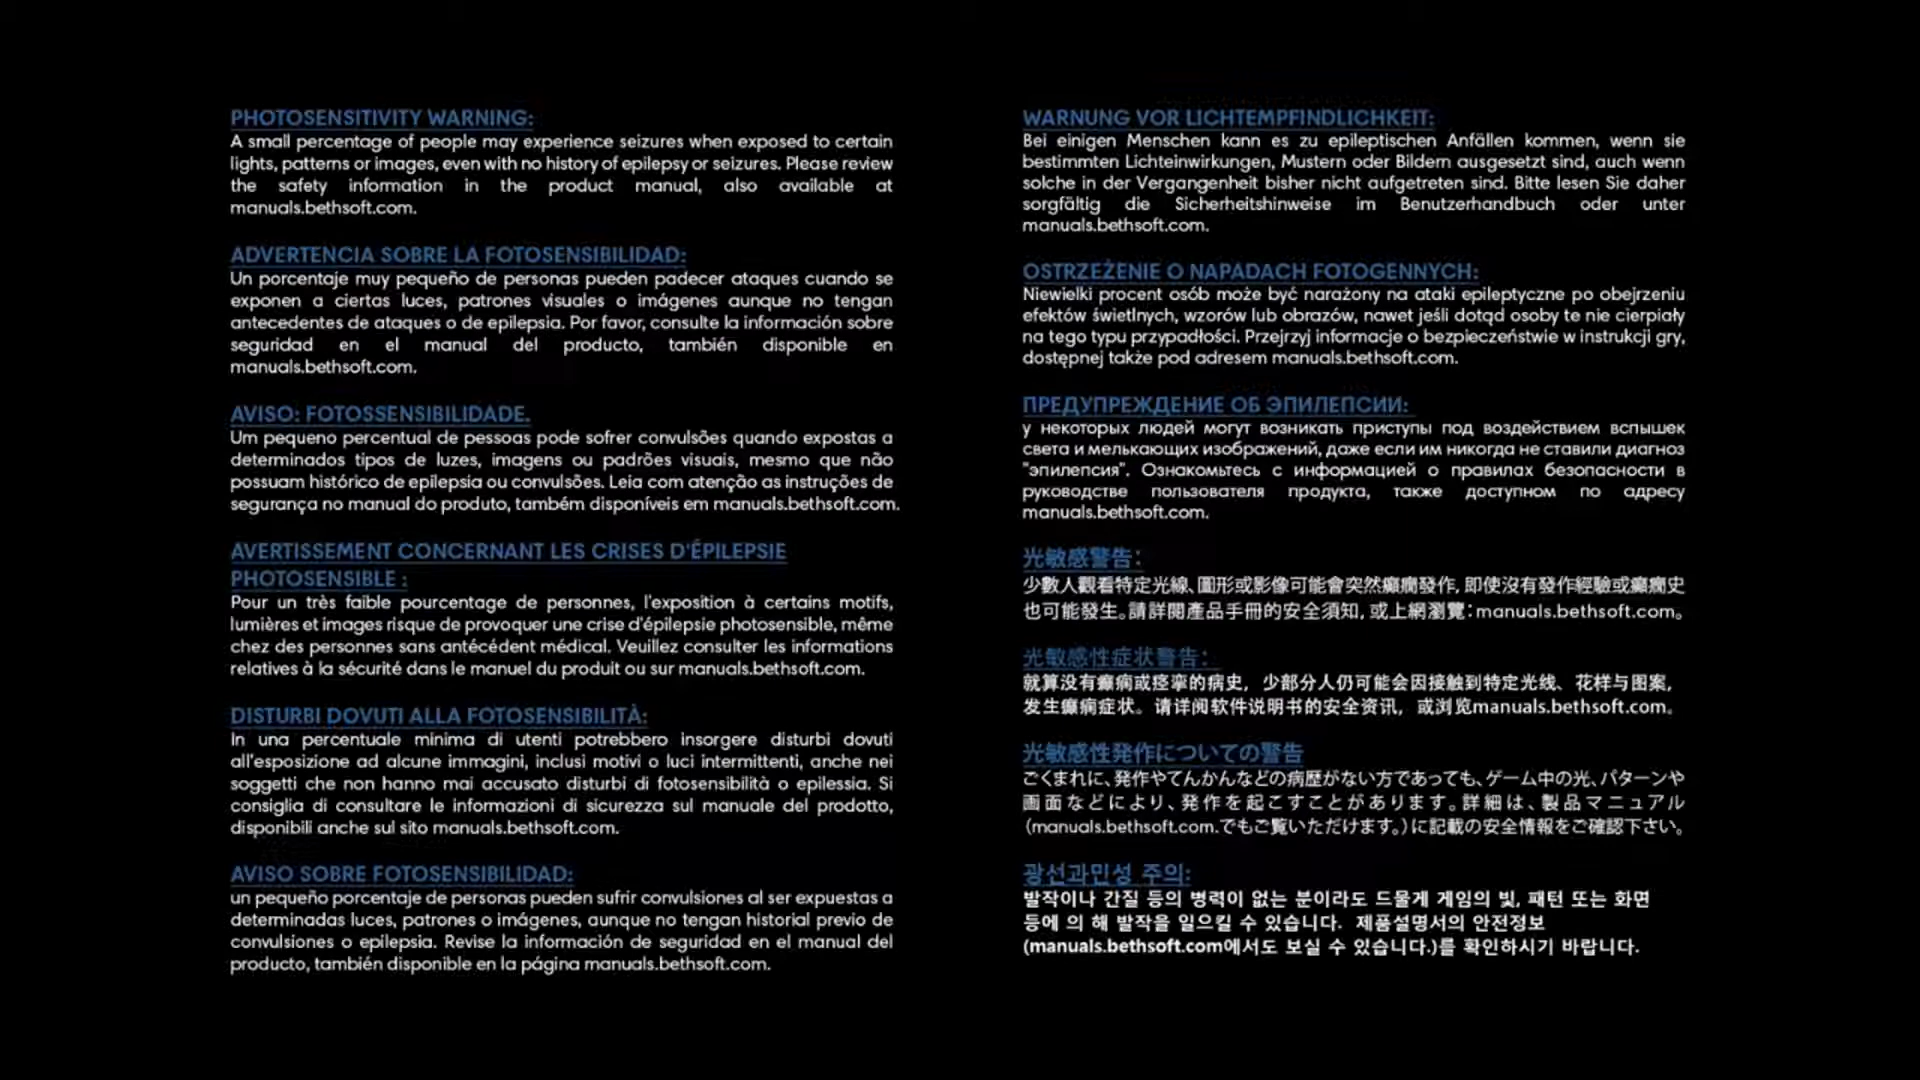 PHOTOSENSITIVITY WARNING:
A small percentage of people may experience seizures when exposed to certain
lights, patterns or images, even with no history of epilepsy or seizures. Please review
the safety information in the product manual, also available at
manuals.bethsoft.com.
ADVERTENCIA SOBRE LA FOTOSENSIBILIDAD:
Un porcentaje muy pequeño de personas pueden padecer ataques cuando se
exponen a ciertas luces, patrones visuales o imágenes aunque no tengan
antecedentes de ataques o de epilepsia. Por favor, consulte la información sobre
seguridad en el manual del producto, también disponible en
manuals.bethsoft.com.
AVISO: FOTOSSENSIBILIDADE.
Um pequeno percentual de pessoas pode sofrer convulsões quando expostas a
determinados tipos de luzes, imagens ou padrões visuais, mesmo que não
possuam histórico de epilepsia ou convulsões. Leia com atenção as instruções de
segurança no manual do produto, também disponíveis em manuals.bethsoft.com.
AVERTISSEMENT CONCERNANT LES CRISES D'ÉPILEPSIE
PHOTOSENSIBLE :
Pour un très faible pourcentage de personnes, l'exposition à certains motifs,
lumières et images risque de provoquer une crise d'épilepsie photosensible, même
chez des personnes sans antécédent médical. Veuillez consulter les informations
relatives à la sécurité dans le manuel du produit ou sur manuals.bethsoft.com.
DISTURBI DOVUTI ALLA FOTOSENSIBILITÀ:
In una percentuale minima di utenti potrebbero insorgere disturbi dovuti
all'esposizione ad alcune immagini, inclusi motivi o luci intermittenti, anche nei
soggetti che non hanno mai accusato disturbi di fotosensibilità o epilessia. Si
consiglia di consultare le informazioni di sicurezza sul manuale del prodotto,
disponibili anche sul sito manuals.bethsoft.com.
AVISO SOBRE FOTOSENSIBILIDAD:
un pequeño porcentaje de personas pueden sufrir convulsiones al ser expuestas a
determinadas luces, patrones o imágenes, aunque no tengan historial previo de
convulsiones o epilepsia. Revise la información de seguridad en el manual del
producto, también disponible en la página manuals.bethsoft.com.
WARNUNG VOR LICHTEMPFINDLICHKEIT:
Bei einigen Menschen kann es zu epileptischen Anfällen kommen, wenn sie
bestimmten Lichteinwirkungen, Mustern oder Bildern ausgesetzt sind, auch wenn
solche in der Vergangenheit bisher nicht aufgetreten sind. Bitte lesen Sie daher
sorgfältig die Sicherheitshinweise im Benutzerhandbuch oder unter
manuals.bethsoft.com.
OSTRZEŻENIE O NAPADACH FOTOGENNYCH:
Niewielki procent osób może być narażony na ataki epileptyczne po obejrzeniu
efektów świetlnych, wzorów lub obrazów, nawet jeśli dotąd osoby te nie cierpiały
na tego typu przypadłości. Przejrzyj informacje o bezpieczeństwie w instrukcji gry,
dostępnej także pod adresem manuals.bethsoft.com.
ПРЕДУПРЕЖДЕНИЕ ОБ ЭПИЛЕПСИИ:
у некоторых людей могут возникать приступы под воздействием вспышек
света и мелькающих изображений, даже если им никогда не ставили диагноз
"эпилепсия". Ознакомьтесь с информацией о правилах безопасности в
руководстве пользователя продукта, также доступном по адресу
manuals.bethsoft.com.
光敏感警告：
少數人觀看特定光線、圖形或影像可能會突然癲癇發作，即使沒有發作經驗或癲癇史
也可能發生。請詳閱產品手冊的安全須知，或上網瀏覽：manuals.bethsoft.com。
光敏感性症状警告：
就算没有癫痫或痉挛的病史，少部分人仍可能会因接触到特定光线、花样与图案，
发生癫痫症状。请详阅软件说明书的安全资讯，或浏览manuals.bethsoft.com。
光敏感性発作についての警告
ごくまれに、発作やてんかんなどの病歴がない方であっても、ゲーム中の光、パターンや
画面などにより、発作を起こすことがあります。詳細は、製品マニュアル
（manuals.bethsoft.com.でもご覧いただけます。）に記載の安全情報をご確認下さい。
광선과민성 주의:
발작이나 간질 등의 병력이 없는 분이라도 드물게 게임의 빛, 패턴 또는 화면
등에 의 해 발작을 일으킬 수 있습니다. 제품설명서의 안전정보
(manuals.bethsoft.com에서도 보실 수 있습니다.)를 확인하시기 바랍니다.